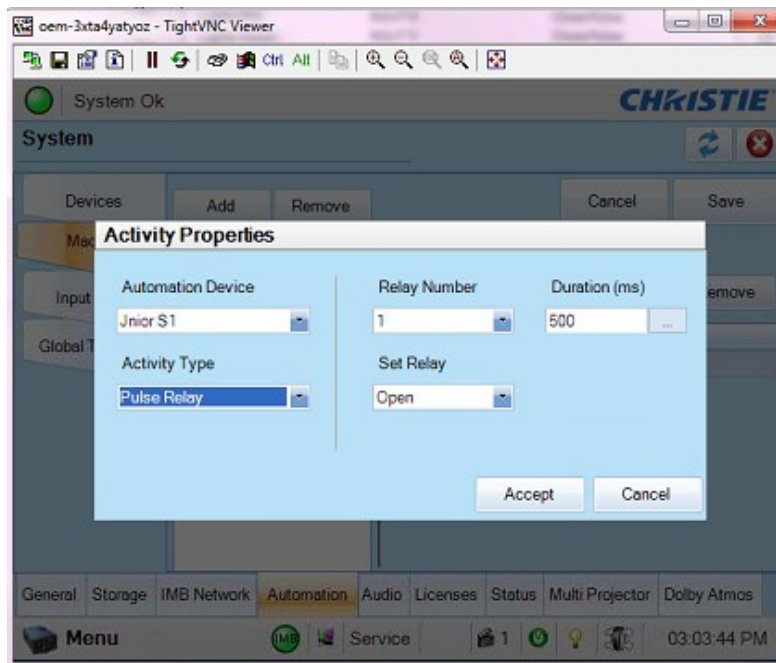 oem-3xta4yatyoz - TightVNC Viewer
Ctrl Alt
System Ok
CHRISTIE
System
Devices
Add Remove
Cancel Save
Activity Properties
Automation Device
Relay Number
Duration (ms)
Input
emove
Jnior S1
1
500
...
Global T
Activity Type
Set Relay
Pulse Relay
Open
Accept
Cancel
General Storage IMB Network Automation Audio Licenses Status Multi Projector Dolby Atmos
Menu IMB Service 1 03:03:44 PM